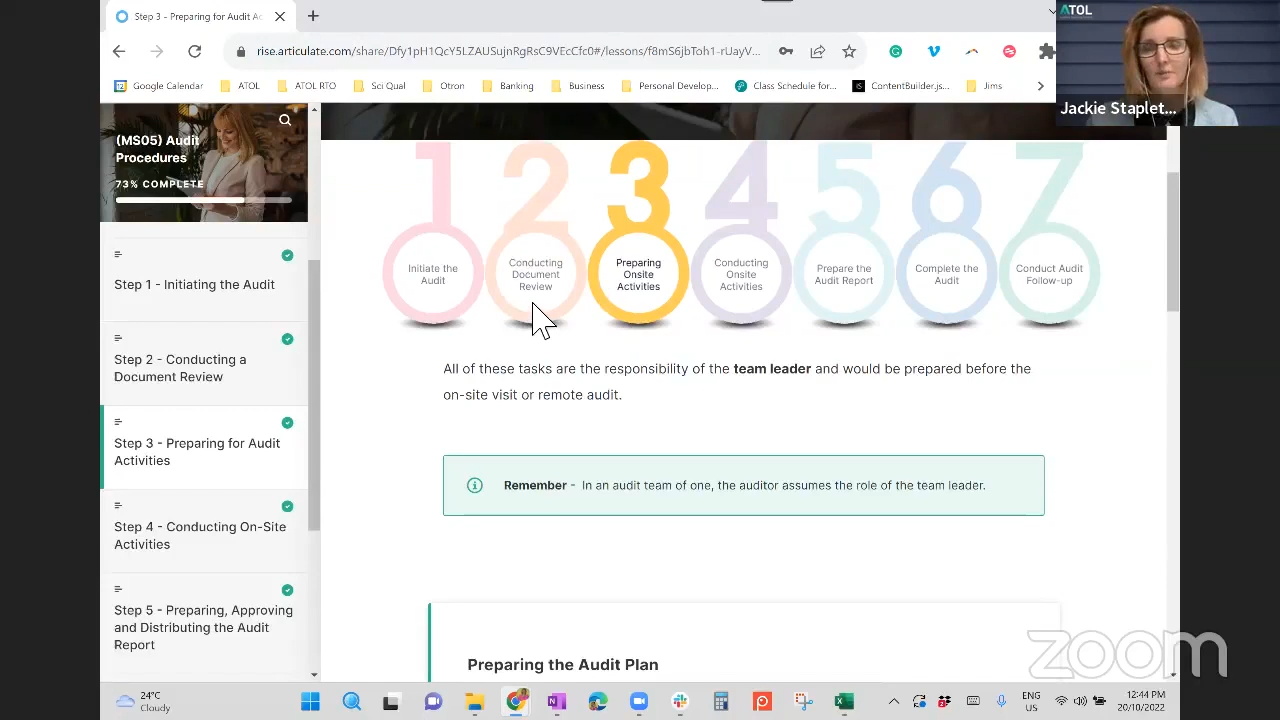 Step 3 - Preparing for Audit Ac
rise.articulate.com/share/Dfy1pH1QcY5LZAUSujnRgRsC9VEcCfc0#/lessons/f8mS6jbToh1-rUayV...
Google Calendar
ATOL
ATOL RTO
Sci Qual
Otron
Banking
Business
Personal Develop...
Class Schedule for...
ContentBuilder.js...
Jims
ATOL
Jackie Staplet...
(MS05) Audit
Procedures
73% COMPLETE
Step 1 - Initiating the Audit
Step 2 - Conducting a
Document Review
Step 3 - Preparing for Audit
Activities
Step 4 - Conducting On-Site
Activities
Step 5 - Preparing, Approving
and Distributing the Audit
Report
1 2 3 4 5 6 7
Initiate the
Audit
Conducting
Document
Review
Preparing
Onsite
Activities
Conducting
Onsite
Activities
Prepare the
Audit Report
Complete the
Audit
Conduct Audit
Follow-up
All of these tasks are the responsibility of the team leader and would be prepared before the
on-site visit or remote audit.
Remember - In an audit team of one, the auditor assumes the role of the team leader.
Preparing the Audit Plan
zoom
24°C
Cloudy
ENG
US
12:44 PM
20/10/2022